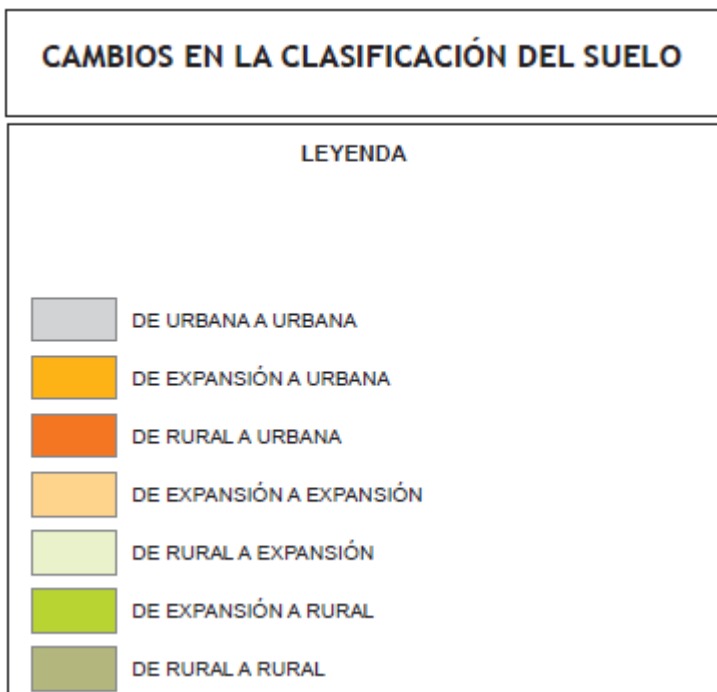 CAMBIOS EN LA CLASIFICACIÓN DEL SUELO
LEYENDA
DE URBANA A URBANA
DE EXPANSIÓN A URBANA
DE RURAL A URBANA
DE EXPANSIÓN A EXPANSIÓN
DE RURAL A EXPANSIÓN
DE EXPANSIÓN A RURAL
DE RURAL A RURAL